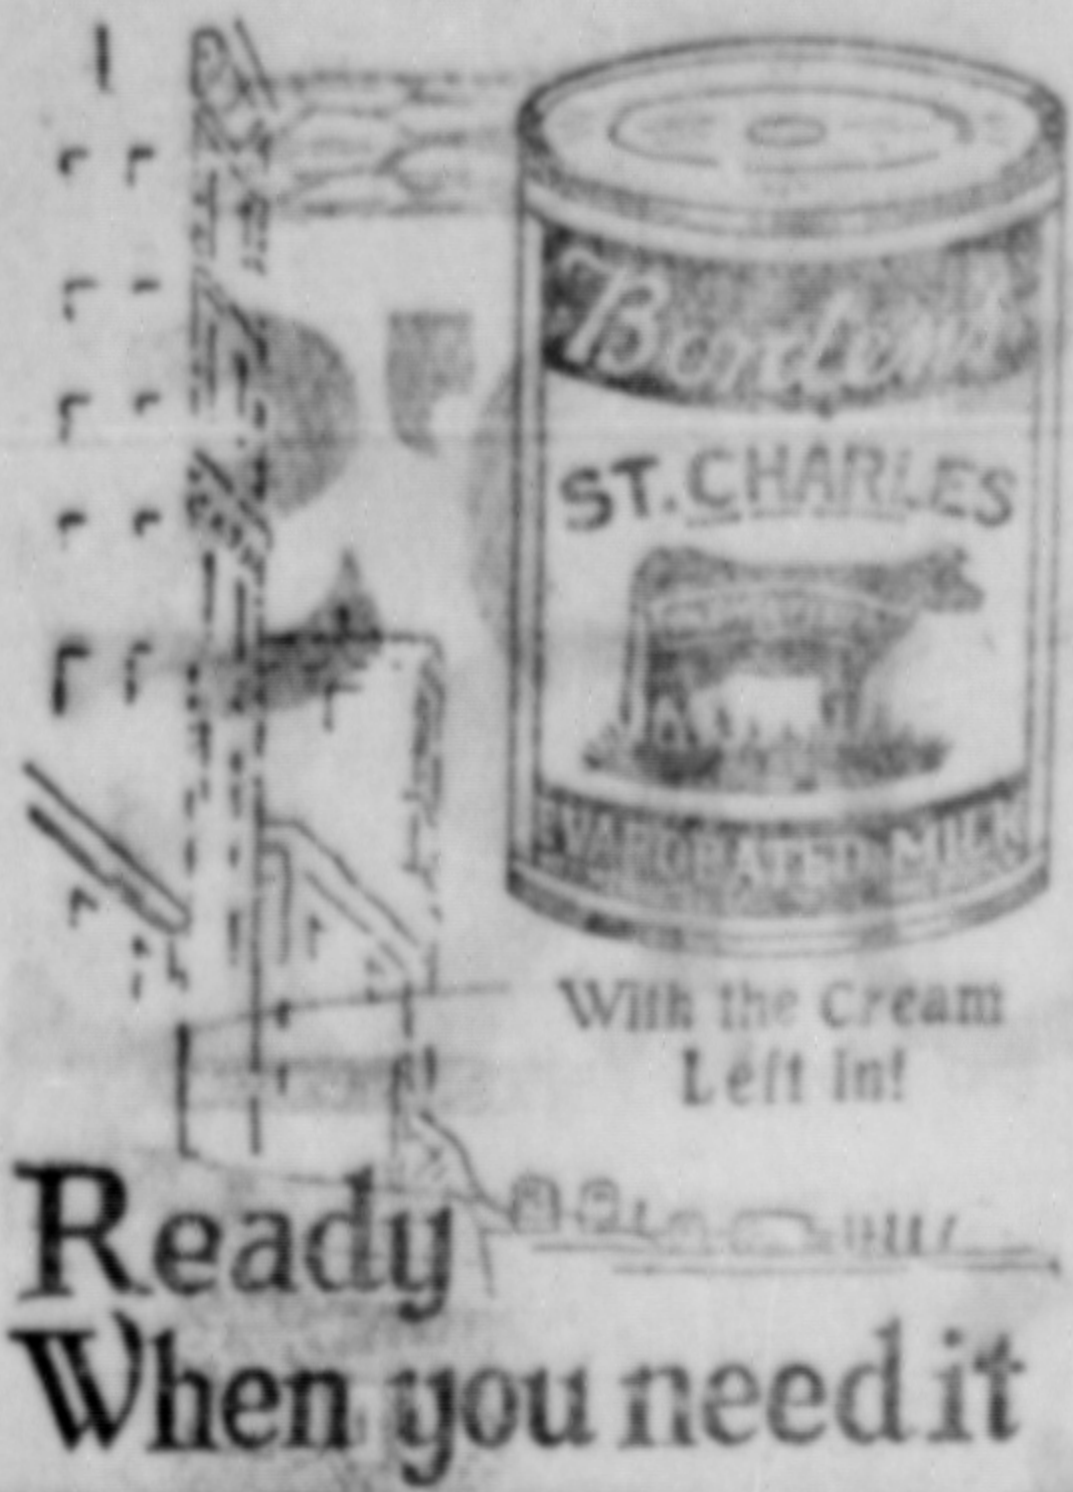 Borden's
ST. CHARLES
EVAPORATED MILK
With the Cream
Left in!
Ready
When you need it